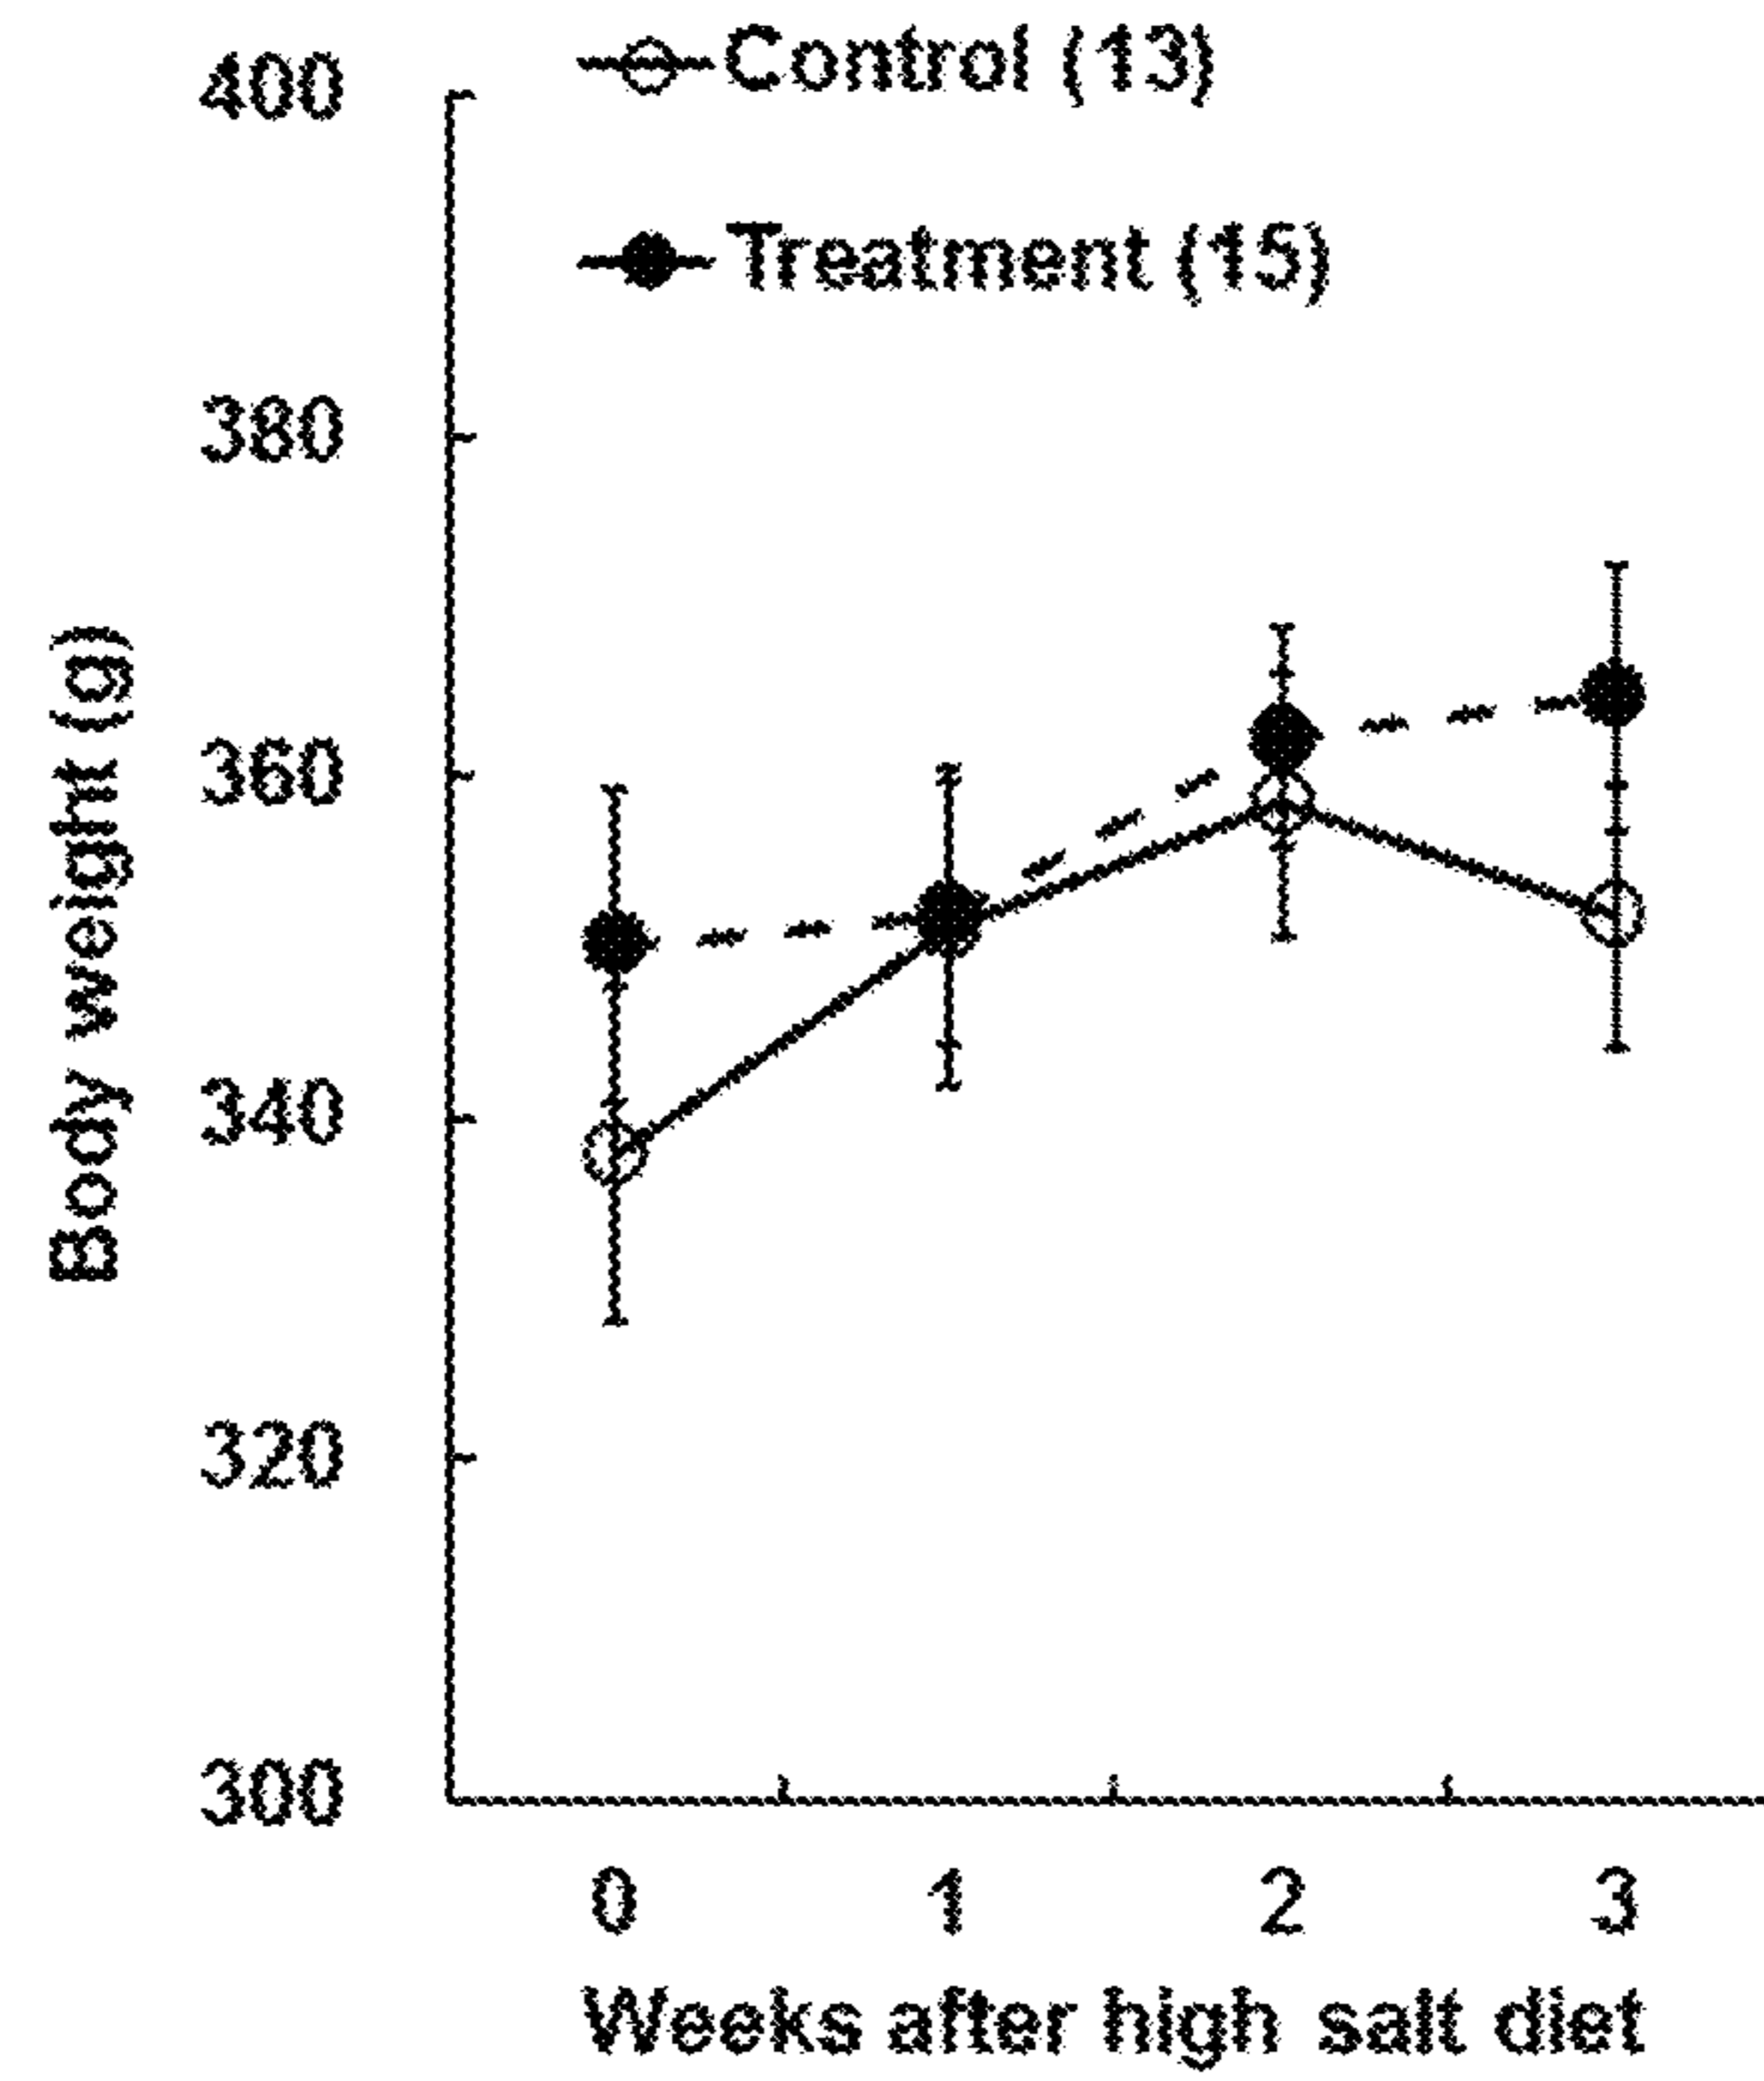 Control (13)
Treatment (15)
400
380
360
340
320
300
Body weight (g)
0 1 2 3
Weeks after high salt diet